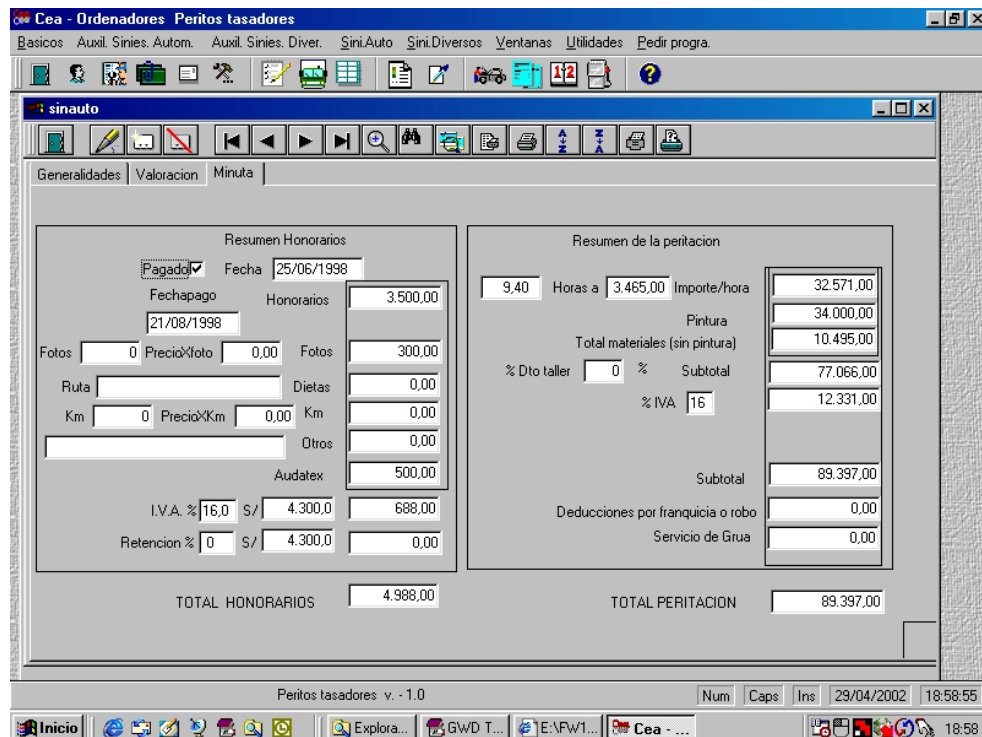 Cea - Ordenadores Peritos tasadores
Basicos Auxil. Sinies. Autom. Auxil. Sinies. Diver. Sini.Auto Sini.Diversos Ventanas Utilidades Pedir progra.
sinauto
Generalidades Valoracion Minuta
Resumen Honorarios
Pagado Fecha 25/06/1998
Fechapago Honorarios 3.500,00
21/08/1998
Fotos 0 PrecioXfoto 0,00 Fotos 300,00
Ruta Dietas 0,00
Km 0 PrecioXKm 0,00 Km 0,00
Otros 0,00
Audatex 500,00
I.V.A. % 16,0 S/ 4.300,0 688,00
Retencion % 0 S/ 4.300,0 0,00
TOTAL HONORARIOS 4.988,00
Resumen de la peritacion
9,40 Horas a 3.465,00 Importe/hora 32.571,00
Pintura 34.000,00
Total materiales (sin pintura) 10.495,00
% Dto taller 0 % Subtotal 77.066,00
% IVA 16 12.331,00
Subtotal 89.397,00
Deducciones por franquicia o robo 0,00
Servicio de Grua 0,00
TOTAL PERITACION 89.397,00
Peritos tasadores v. - 1.0 Num Caps Ins 29/04/2002 18:58:55
Inicio Explora... GWD T... E:\FW1... Cea - ... 18:58